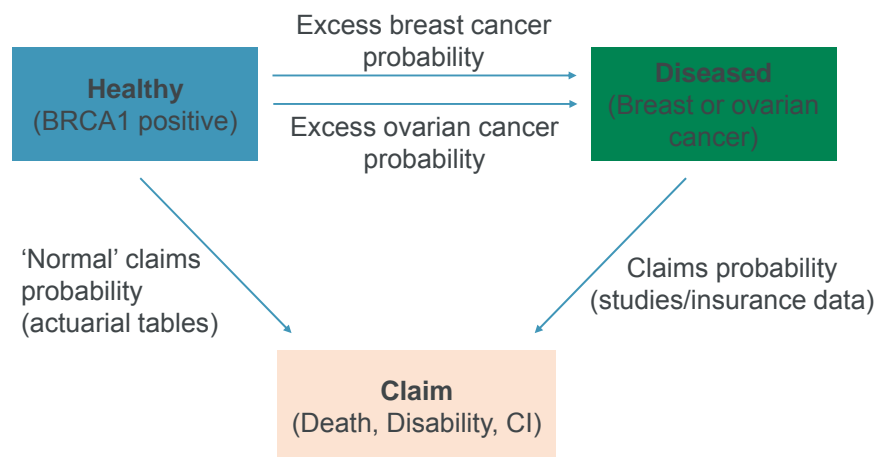 Excess breast cancer
probability
Healthy
(BRCA1 positive)
Diseased
(Breast or ovarian
cancer)
Excess ovarian cancer
probability
‘Normal’ claims
probability
(actuarial tables)
Claims probability
(studies/insurance data)
Claim
(Death, Disability, CI)